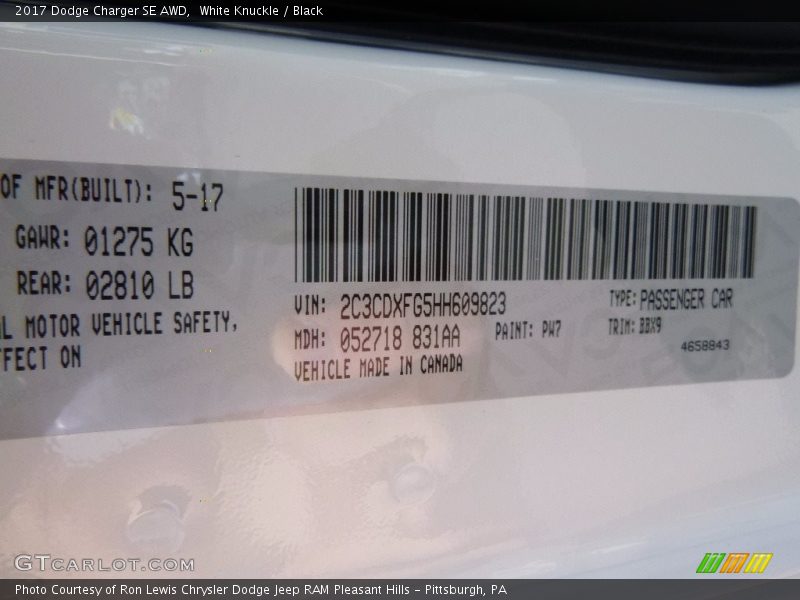 2017 Dodge Charger SE AWD,  White Knuckle / Black
OF MFR(BUILT): 5-17
GAWR: 01275 KG
REAR: 02810 LB
L MOTOR VEHICLE SAFETY,
FFECT ON
VIN: 2C3CDXFG5HH609823
TYPE: PASSENGER CAR
MDH: 052718 831AA
PAINT: PW7
TRIM: BBX9
VEHICLE MADE IN CANADA
4658843
GTCARLOT.COM
Photo Courtesy of Ron Lewis Chrysler Dodge Jeep RAM Pleasant Hills - Pittsburgh, PA